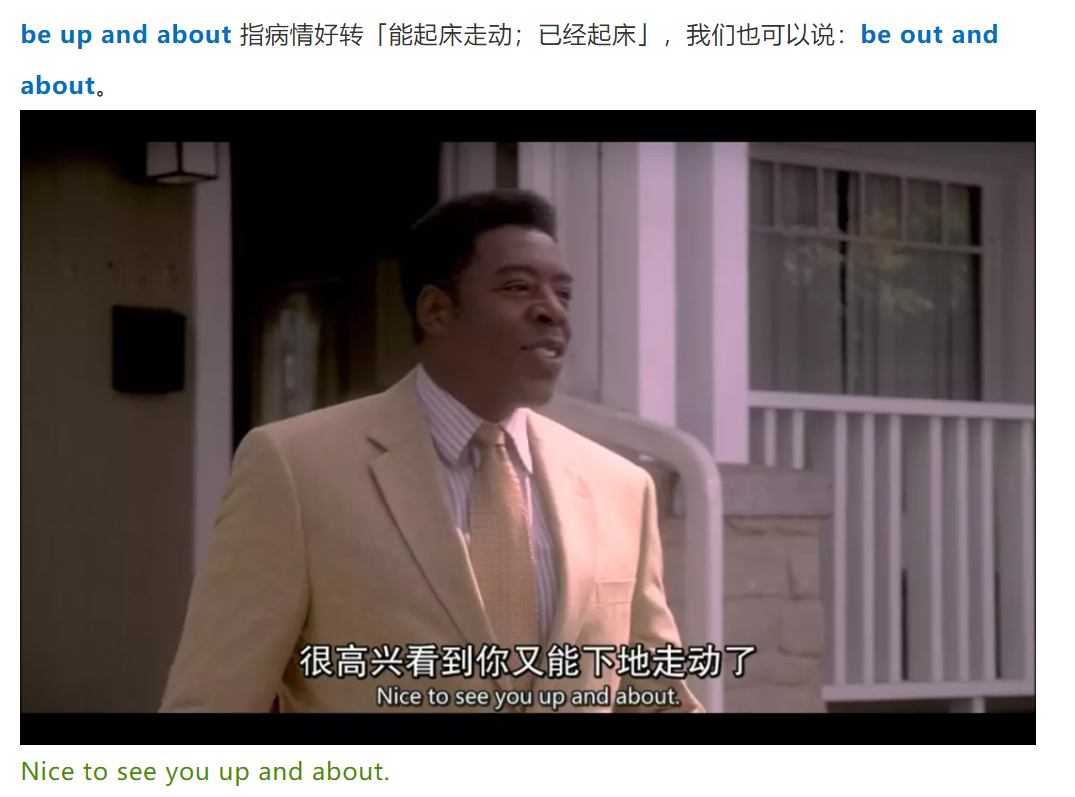 be up and about 指病情好转「能起床走动；已经起床」，我们也可以说：be out and
about。
很高兴看到你又能下地走动了
Nice to see you up and about.
Nice to see you up and about.